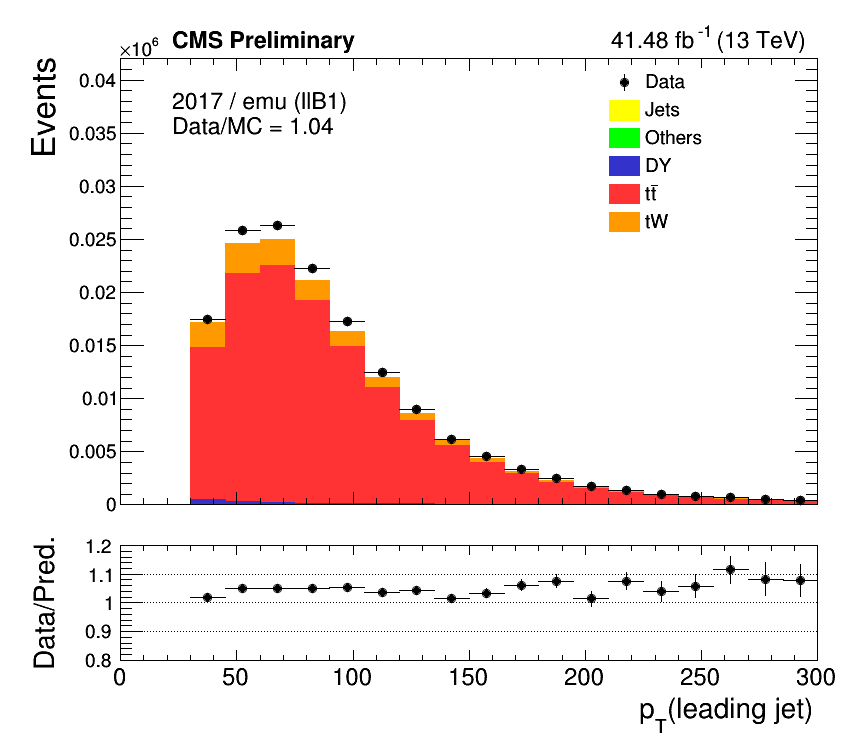 ×10⁶ CMS Preliminary 41.48 fb⁻¹ (13 TeV)
Events
0.04
0.035
0.03
0.025
0.02
0.015
0.01
0.005
0
2017 / emu (llB1)
Data/MC = 1.04
Data
Jets
Others
DY
tt̄
tW
Data/Pred.
1.2
1.1
1
0.9
0.8
0 50 100 150 200 250 300
p_T(leading jet)